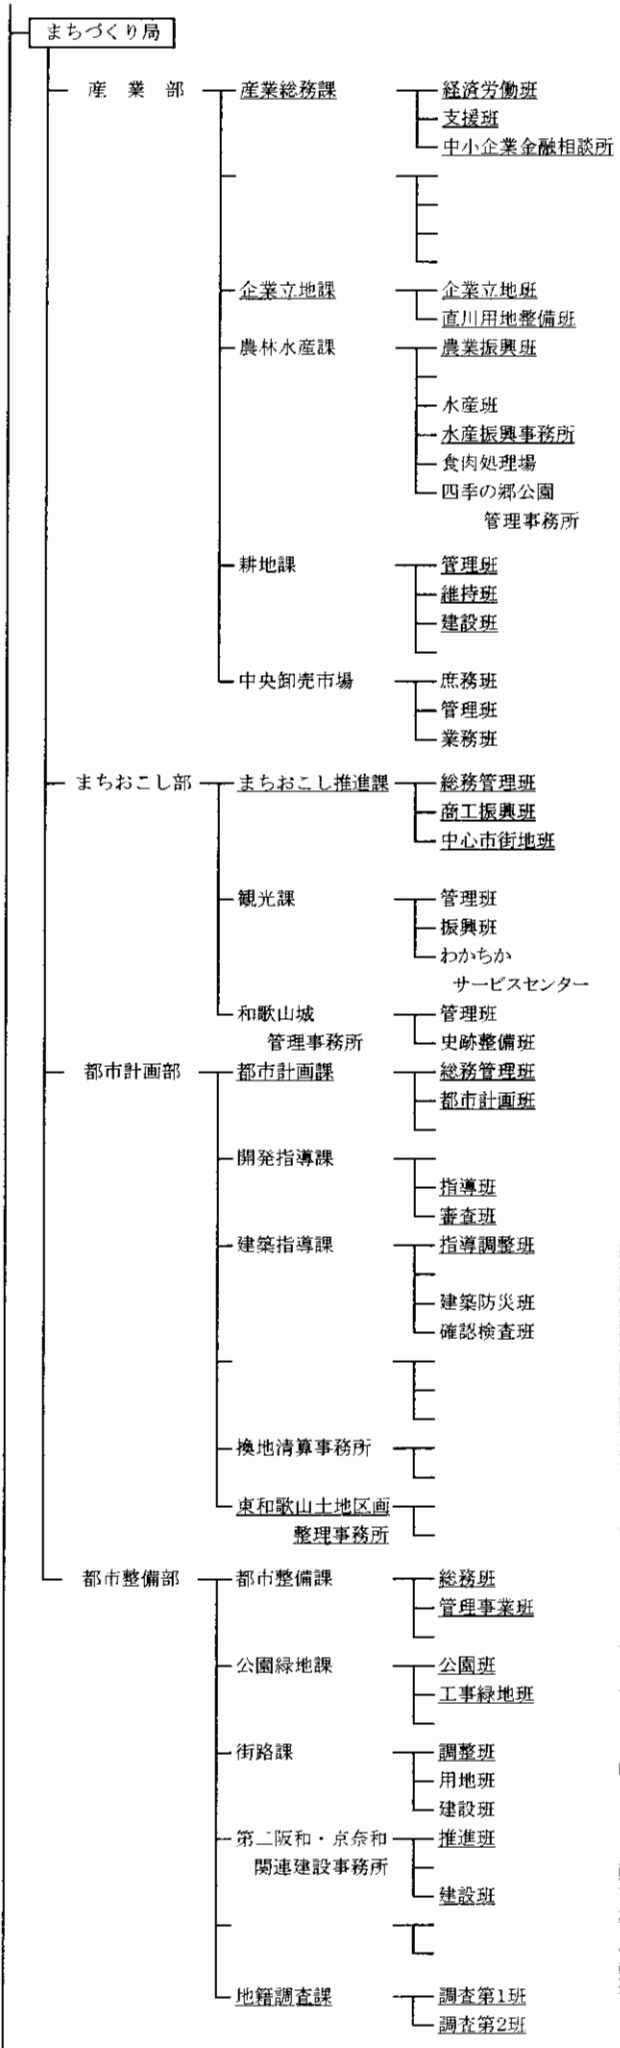 まちづくり局
産業部 産業総務課 経済労働班
支援班
中小企業金融相談所
企業立地課 企業立地班
直川用地整備班
農林水産課 農業振興班
水産班
水産振興事務所
食肉処理場
四季の郷公園
管理事務所
耕地課 管理班
維持班
建設班
中央卸売市場 庶務班
管理班
業務班
まちおこし部 まちおこし推進課 総務管理班
商工振興班
中心市街地班
観光課 管理班
振興班
わかちか
サービスセンター
和歌山城 管理班
管理事務所 史跡整備班
都市計画部 都市計画課 総務管理班
都市計画班
開発指導課
指導班
審査班
建築指導課 指導調整班
建築防災班
確認検査班
換地清算事務所
東和歌山土地区画
整理事務所
都市整備部 都市整備課 総務班
管理事業班
公園緑地課 公園班
工事緑地班
街路課 調整班
用地班
建設班
第二阪和・京奈和 推進班
関連建設事務所
建設班
地籍調査課 調査第1班
調査第2班